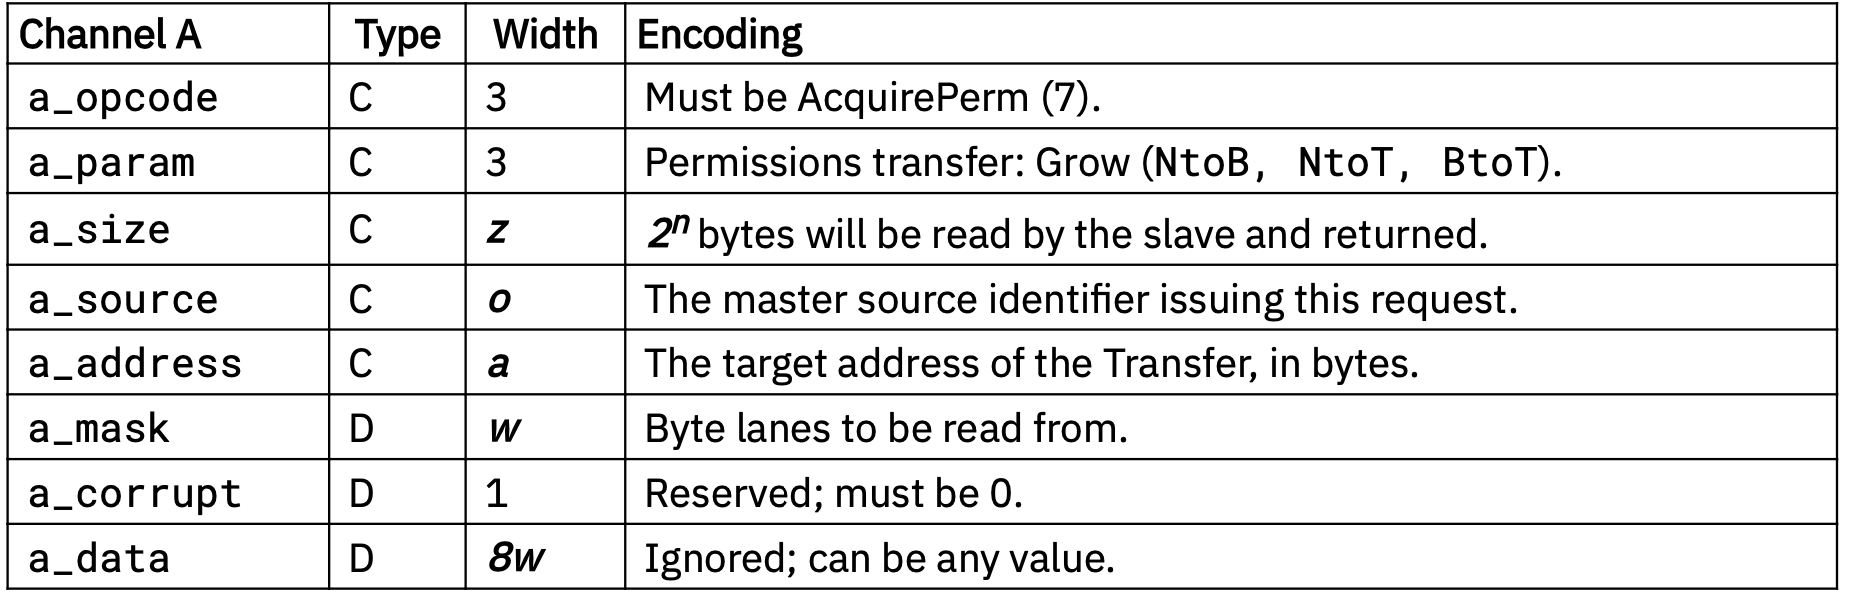 Channel A Type Width Encoding
a_opcode C 3 Must be AcquirePerm (7).
a_param C 3 Permissions transfer: Grow (NtoB, NtoT, BtoT).
a_size C z 2ⁿ bytes will be read by the slave and returned.
a_source C o The master source identifier issuing this request.
a_address C a The target address of the Transfer, in bytes.
a_mask D w Byte lanes to be read from.
a_corrupt D 1 Reserved; must be 0.
a_data D 8w Ignored; can be any value.